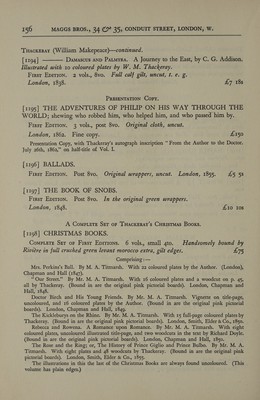 156 MAGGS BROS., 34 & 35, CONDUIT STREET, LONDON, W.
THACKERAY (William Makepeace)—continued.
[1194] ——— DAMASCUS AND PALMYRA. A Journey to the East, by C. G. Addison.
Illustrated with 10 coloured plates by W. M. Thackeray.
FIRST EDITION. 2 vols., 8vo. Full calf gilt, uncut, t. e. g.
London, 1838. £7 18s
PRESENTATION COPY.
[1195] THE ADVENTURES OF PHILIP ON HIS WAY THROUGH THE
WORLD; shewing who robbed him, who helped him, and who passed him by.
FIRST EDITION. 3 vols., post 8vo. Original cloth, uncut.
London, 1862. Fine copy. £150
Presentation Copy, with Thackeray's autograph inscription "From the Author to the Doctor.
July 26th, 1862," on half-title of Vol. I.
[1196] BALLADS.
FIRST EDITION. Post 8vo. Original wrappers, uncut. London, 1855. £5 5s
[1197] THE BOOK OF SNOBS.
FIRST EDITION. Post 8vo. In the original green wrappers.
London, 1848. £10 10s
A COMPLETE SET OF THACKERAY'S CHRISTMAS BOOKS.
[1198] CHRISTMAS BOOKS.
COMPLETE SET OF FIRST EDITIONS. 6 vols., small 4to. Handsomely bound by
Rivière in full crushed green levant morocco extra, gilt edges. £75
Comprising:—
Mrs. Perkins's Ball. By M. A. Titmarsh. With 22 coloured plates by the Author. (London),
Chapman and Hall (1847).
"Our Street." By Mr. M. A. Titmarsh. With 16 coloured plates and a woodcut on p. 45,
all by Thackeray. (Bound in are the original pink pictorial boards). London, Chapman and
Hall, 1848.
Doctor Birch and His Young Friends. By Mr. M. A. Titmarsh. Vignette on title-page,
uncoloured, and 16 coloured plates by the Author. (Bound in are the original pink pictorial
boards). London, Chapman and Hall, 1849.
The Kickleburys on the Rhine. By Mr. M. A. Titmarsh. With 15 full-page coloured plates by
Thackeray. (Bound in are the original pink pictorial boards). London, Smith, Elder & Co., 1850.
Rebecca and Rowena. A Romance upon Romance. By Mr. M. A. Titmarsh. With eight
coloured plates, uncoloured illustrated title-page, and two woodcuts in the text by Richard Doyle.
(Bound in are the original pink pictorial boards). London, Chapman and Hall, 1850.
The Rose and the Ring; or, The History of Prince Giglio and Prince Bulbo. By Mr. M. A.
Titmarsh. With eight plates and 48 woodcuts by Thackeray. (Bound in are the original pink
pictorial boards). London, Smith, Elder & Co., 1855.
The illustrations in this the last of the Christmas Books are always found uncoloured. (This
volume has plain edges.)